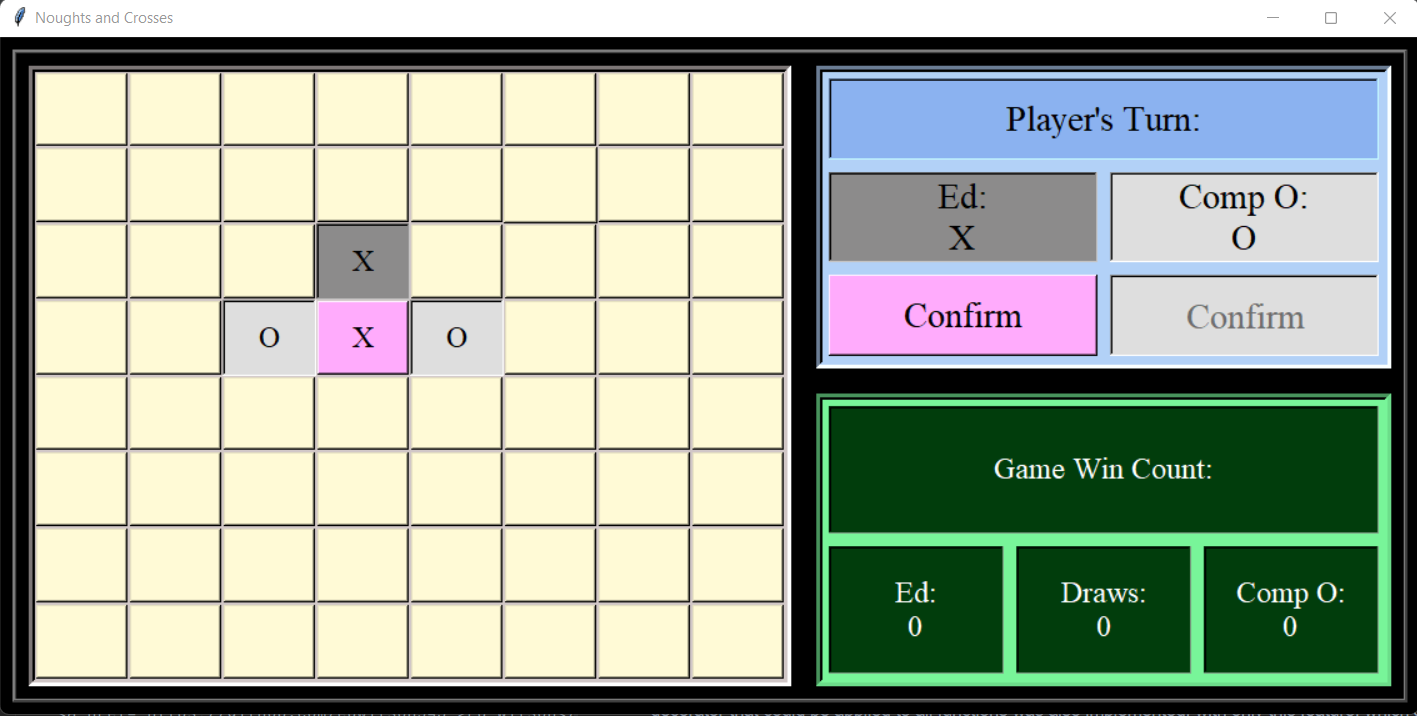 Noughts and Crosses
X
O X O
Player's Turn:
Ed:
X
Comp O:
O
Confirm
Confirm
Game Win Count:
Ed:
0
Draws:
0
Comp O:
0